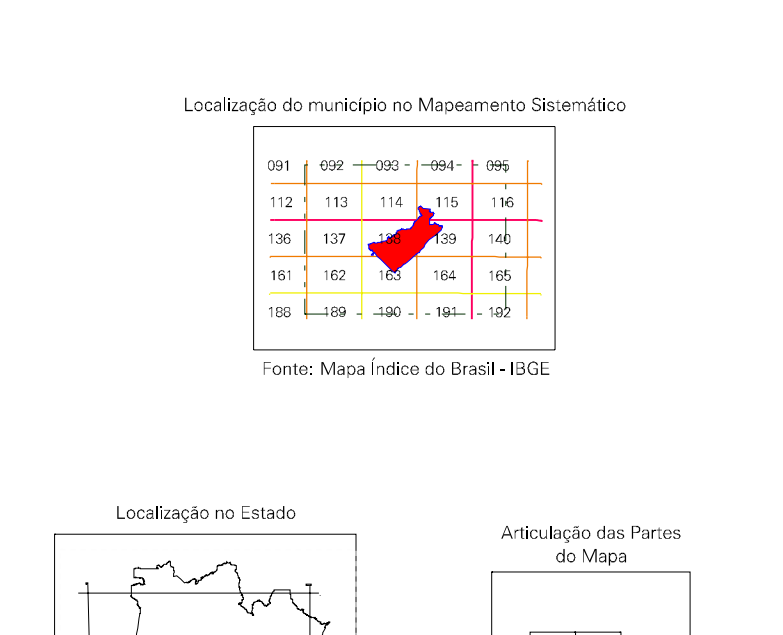 Localização do município no Mapeamento Sistemático
091 092 093 094 095
112 113 114 115 116
136 137 138 139 140
161 162 163 164 165
188 189 190 191 192
Fonte: Mapa Índice do Brasil - IBGE
Localização no Estado
Articulação das Partes
do Mapa